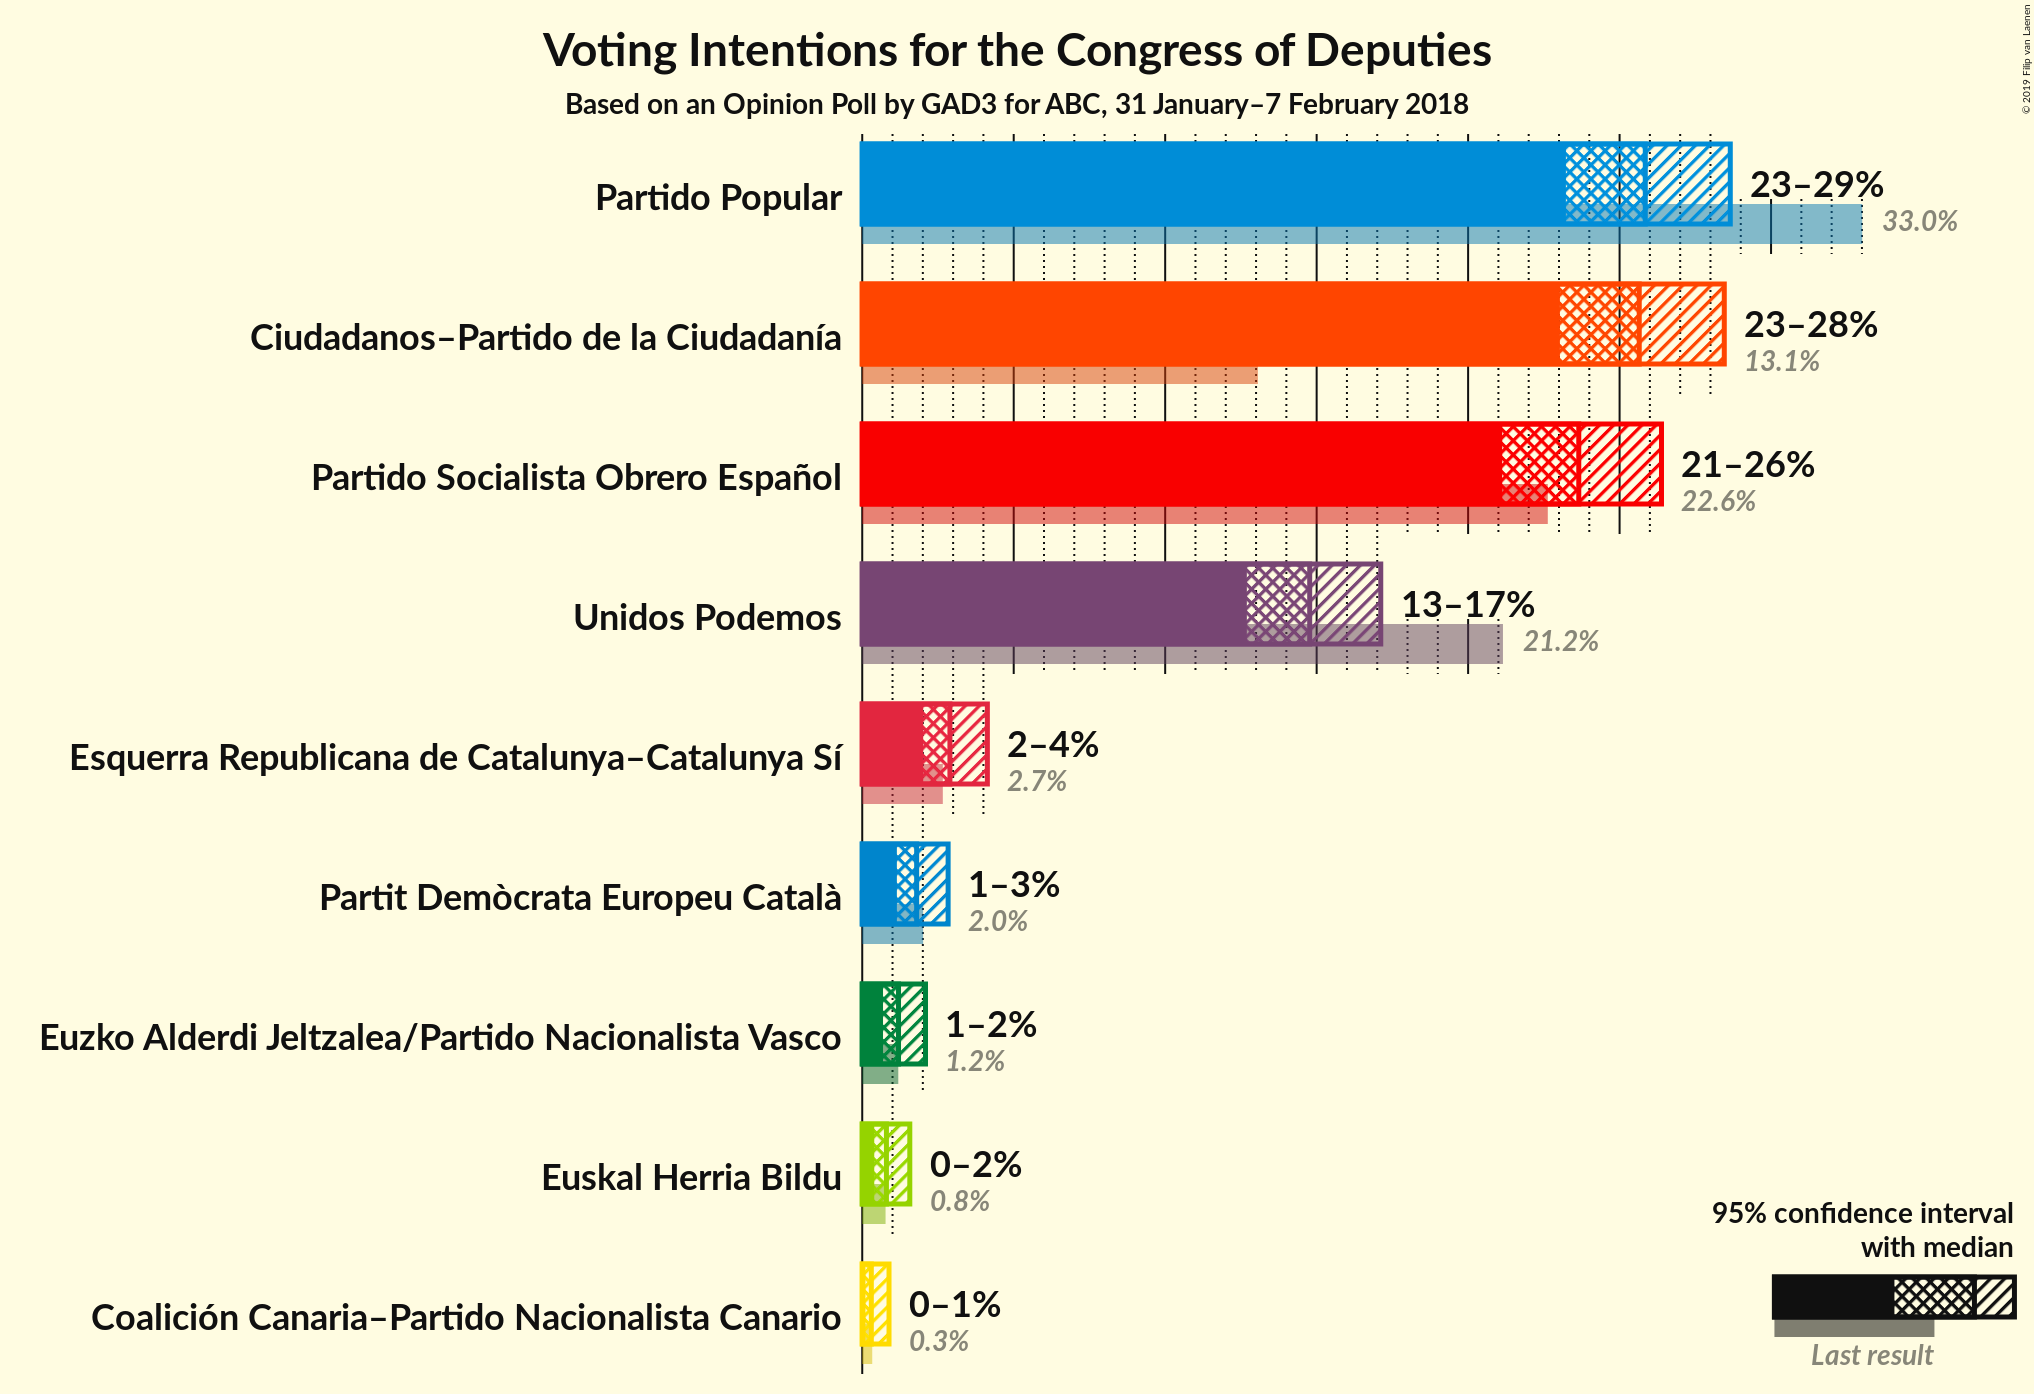 Voting Intentions for the Congress of Deputies
Based on an Opinion Poll by GAD3 for ABC, 31 January–7 February 2018
© 2019 Filip van Laenen
Partido Popular
23–29%
33.0%
Ciudadanos–Partido de la Ciudadanía
23–28%
13.1%
Partido Socialista Obrero Español
21–26%
22.6%
Unidos Podemos
13–17%
21.2%
Esquerra Republicana de Catalunya–Catalunya Sí
2–4%
2.7%
Partit Demòcrata Europeu Català
1–3%
2.0%
Euzko Alderdi Jeltzalea/Partido Nacionalista Vasco
1–2%
1.2%
Euskal Herria Bildu
0–2%
0.8%
Coalición Canaria–Partido Nacionalista Canario
0–1%
0.3%
95% confidence interval
with median
Last result